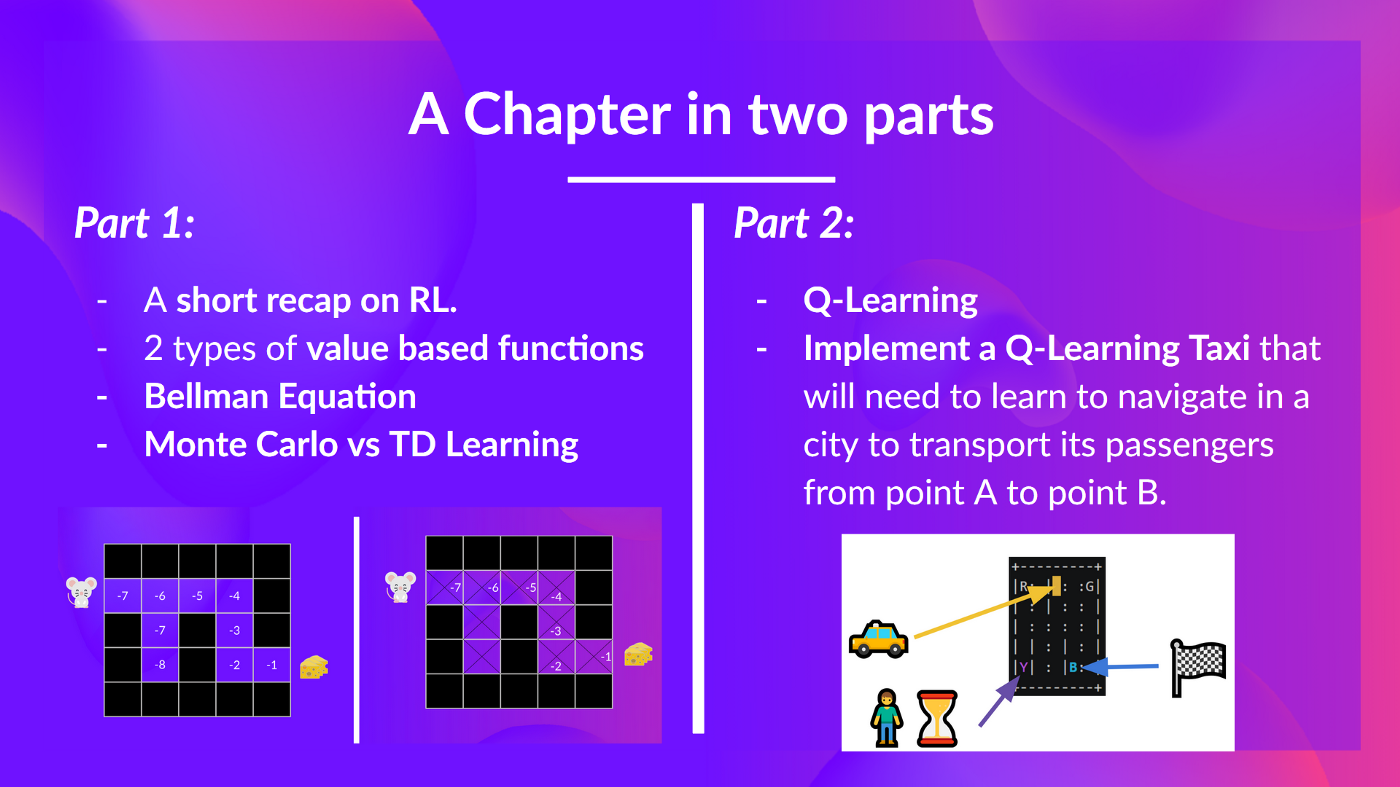 A Chapter in two parts
Part 1:
- A short recap on RL.
- 2 types of value based functions
- Bellman Equation
- Monte Carlo vs TD Learning
-7 -6 -5 -4
-7 -3
-8 -2 -1
-7 -6 -5 -4
-3
-2 -1
Part 2:
- Q-Learning
- Implement a Q-Learning Taxi that
will need to learn to navigate in a
city to transport its passengers
from point A to point B.
R G
Y B